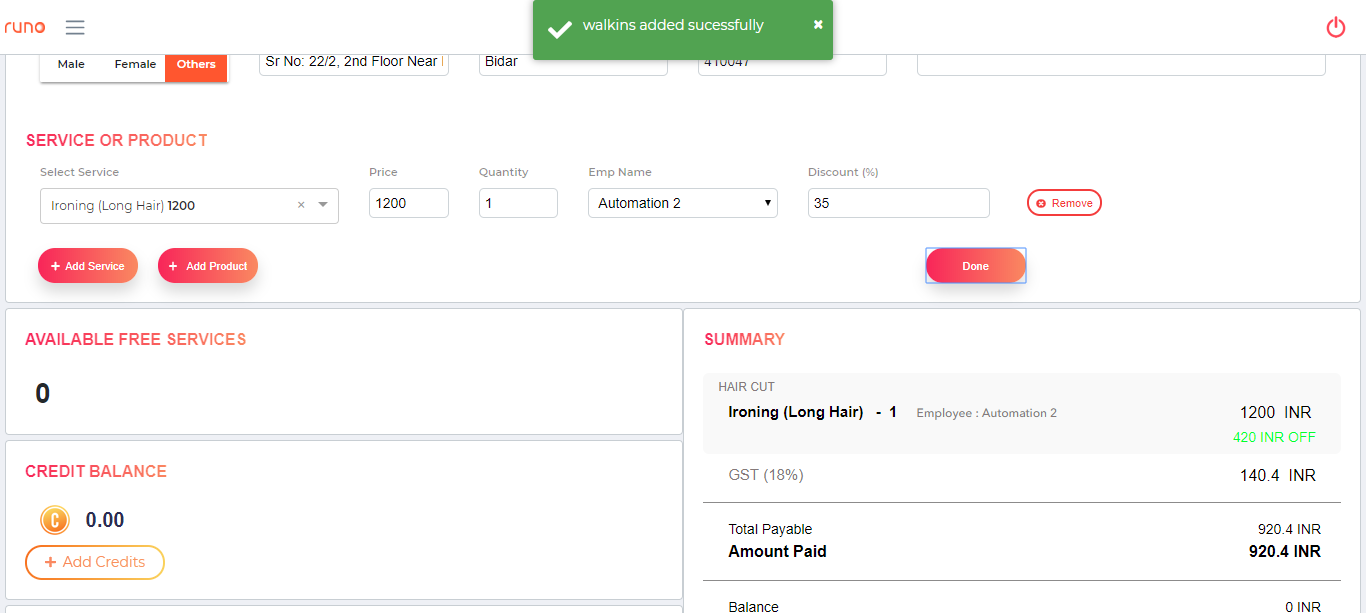 runo
walkins added sucessfully ×
Male Female Others Sr No: 22/2, 2nd Floor Near Bidar 410047
SERVICE OR PRODUCT
Select Service Price Quantity Emp Name Discount (%)
Ironing (Long Hair) 1200 × 1200 1 Automation 2 35 Remove
+ Add Service + Add Product Done
AVAILABLE FREE SERVICES
0
CREDIT BALANCE
C 0.00
+ Add Credits
SUMMARY
HAIR CUT
Ironing (Long Hair) - 1 Employee : Automation 2 1200 INR
420 INR OFF
GST (18%) 140.4 INR
Total Payable 920.4 INR
Amount Paid 920.4 INR
Balance 0 INR